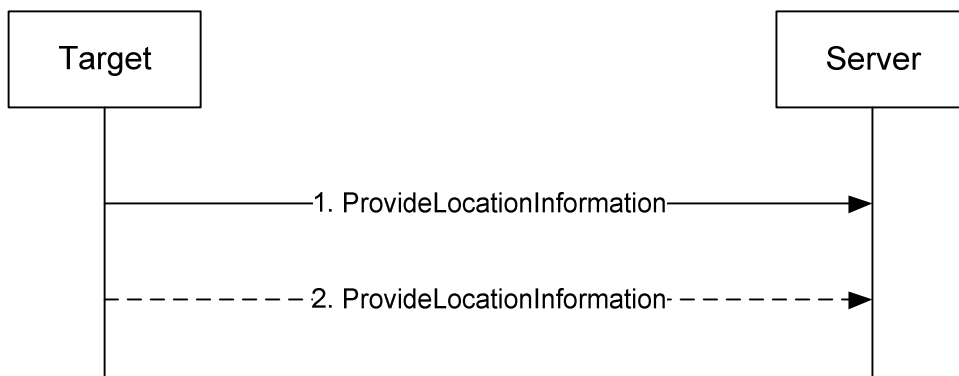 Target
Server
1. ProvideLocationInformation
2. ProvideLocationInformation